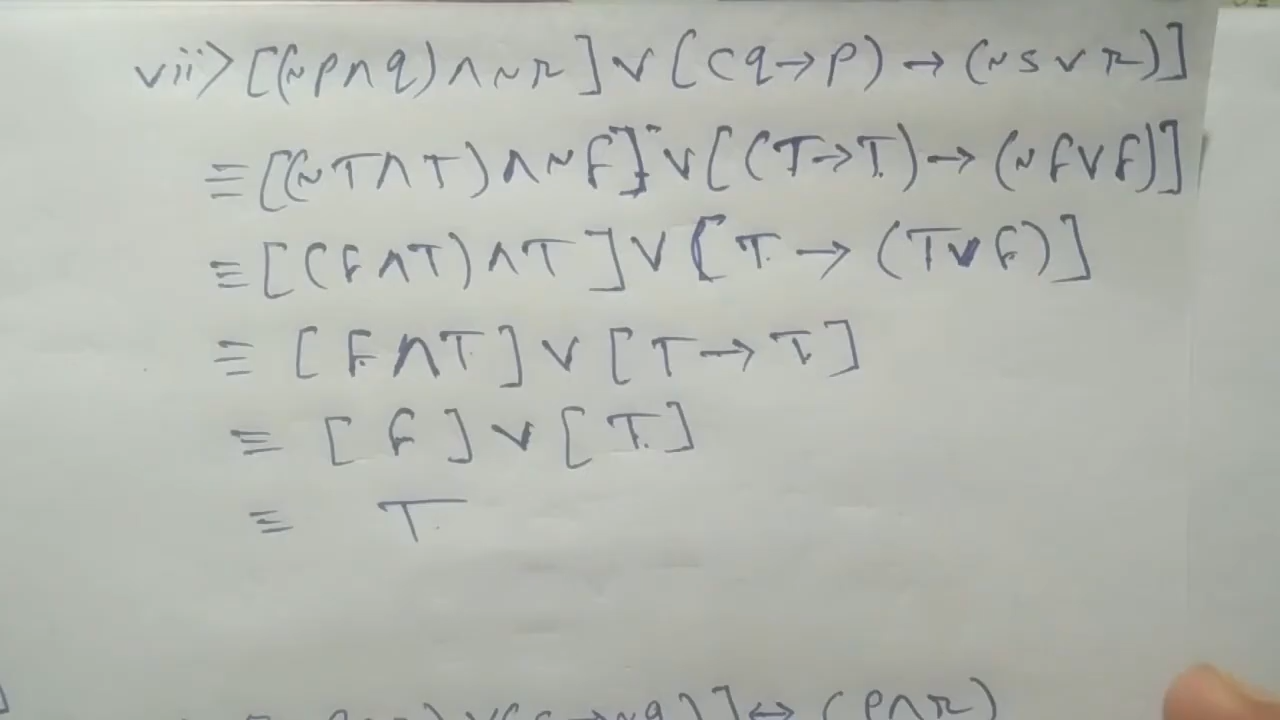 vii> [(~p∧q)∧~r]∨[(q→p)→(~s∨r)]
≡[(~T∧T)∧~F]∨[(T→T)→(~F∨F)]
≡[(F∧T)∧T]∨[T→(T∨F)]
≡ [F∧T]∨[T→T]
≡ [F]∨[T]
≡ T
]↔(p∧r)